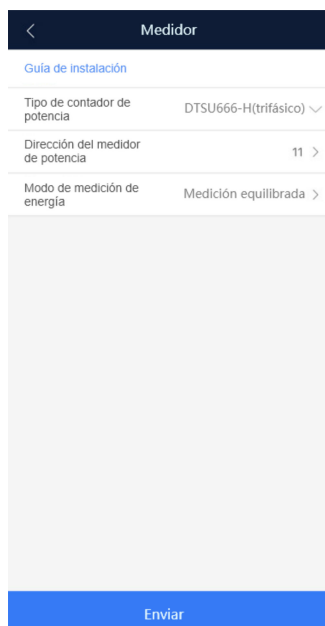 Medidor
Guía de instalación
Tipo de contador de
potencia
DTSU666-H(trifásico)
Dirección del medidor
de potencia
11
Modo de medición de
energía
Medición equilibrada
Enviar